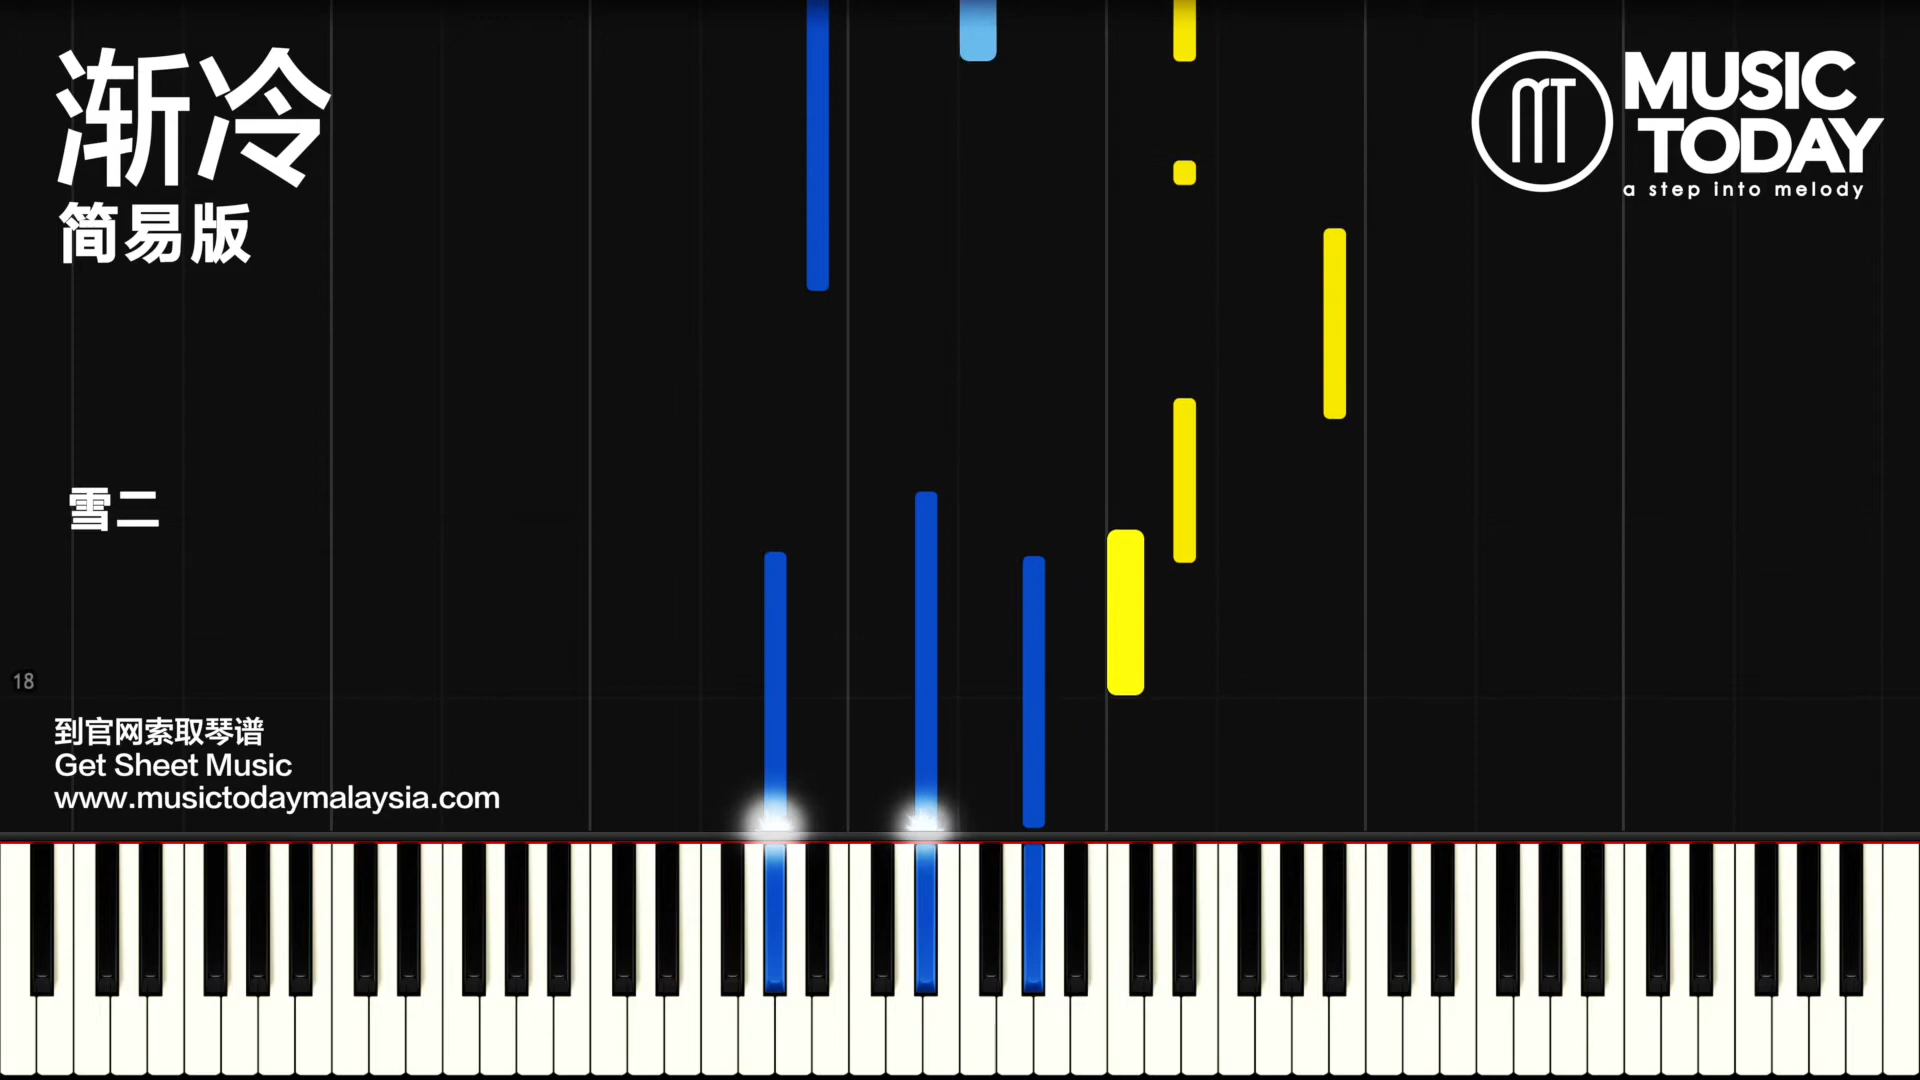 渐冷
简易版
MT
MUSIC
TODAY
a step into melody
雪二
18
到官网索取琴谱
Get Sheet Music
www.musictodaymalaysia.com